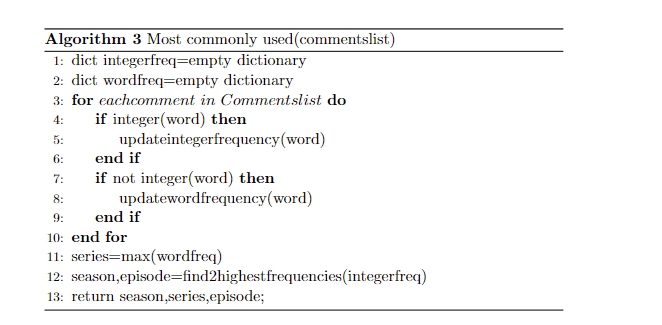 Algorithm 3 Most commonly used(commentslist)
1: dict integerfreq=empty dictionary
2: dict wordfreq=empty dictionary
3: for eachcomment in Commentslist do
4: if integer(word) then
5: updateintegerfrequency(word)
6: end if
7: if not integer(word) then
8: updatewordfrequency(word)
9: end if
10: end for
11: series=max(wordfreq)
12: season,episode=find2highestfrequencies(integerfreq)
13: return season,series,episode;